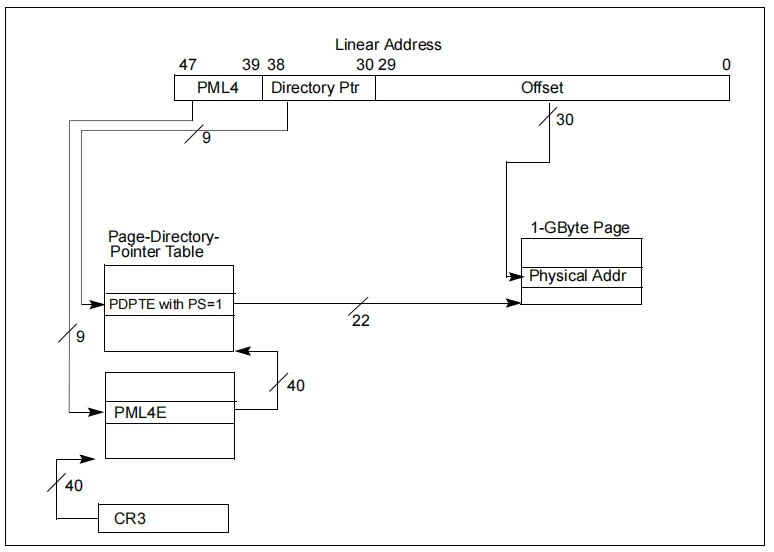 Linear Address
47 39 38 30 29 0
PML4 Directory Ptr Offset
9 30
Page-Directory-
Pointer Table
1-GByte Page
Physical Addr
PDPTE with PS=1
22
9
40
PML4E
40
CR3